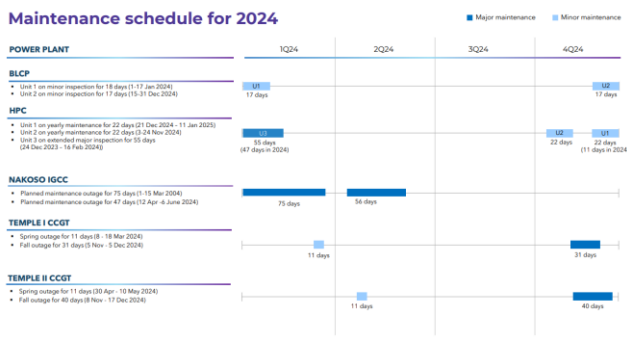 Maintenance schedule for 2024
Major maintenance
Minor maintenance
POWER PLANT
1Q24
2Q24
3Q24
4Q24
BLCP
• Unit 1 on minor inspection for 18 days (1-17 Jan 2024)
• Unit 2 on minor inspection for 17 days (15-31 Dec 2024)
U1
17 days
U2
17 days
HPC
• Unit 1 on yearly maintenance for 22 days (21 Dec 2024 – 11 Jan 2025)
• Unit 2 on yearly maintenance for 22 days (3-24 Nov 2024)
• Unit 3 on extended major inspection for 55 days
(24 Dec 2023 - 16 Feb 2024))
U3
55 days
(47 days in 2024)
U2
22 days
U1
22 days
(11 days in 2024
NAKOSO IGCC
• Planned maintenance outage for 75 days (1-15 Mar 2004)
• Planned maintenance outage for 47 days (12 Apr -6 June 2024)
75 days
56 days
TEMPLE I CCGT
• Spring outage for 11 days (8 - 18 Mar 2024)
• Fall outage for 31 days (5 Nov - 5 Dec 2024)
11 days
31 days
TEMPLE II CCGT
• Spring outage for 11 days (30 Apr - 10 May 2024)
• Fall outage for 40 days (8 Nov - 17 Dec 2024)
11 days
40 days